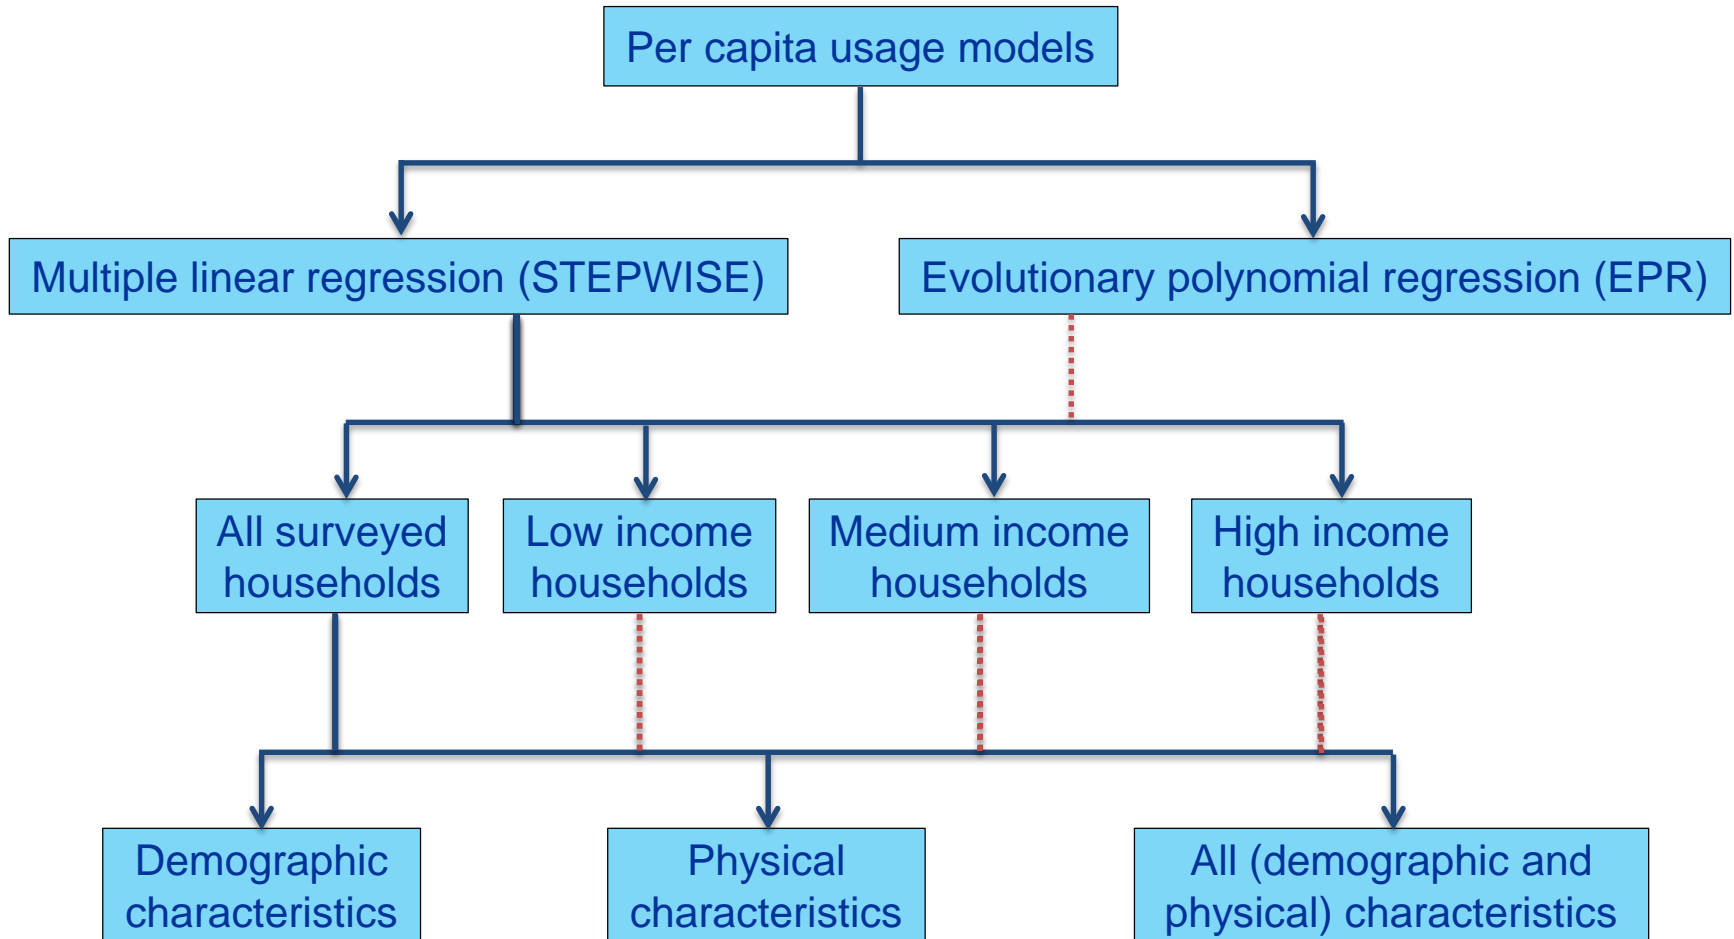 Per capita usage models
Multiple linear regression (STEPWISE)
Evolutionary polynomial regression (EPR)
All surveyed
households
Low income
households
Medium income
households
High income
households
Demographic
characteristics
Physical
characteristics
All (demographic and
physical) characteristics